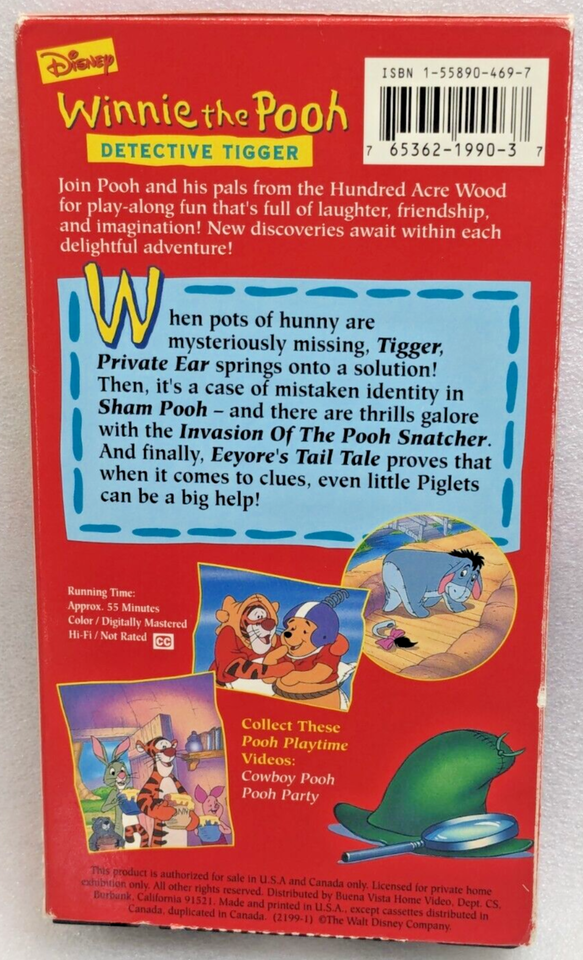 Disney
Winnie the Pooh
DETECTIVE TIGGER
ISBN 1-55890-469-7
7 65362-1990-3 7
Join Pooh and his pals from the Hundred Acre Wood
for play-along fun that's full of laughter, friendship,
and imagination! New discoveries await within each
delightful adventure!
When pots of hunny are
mysteriously missing, Tigger,
Private Ear springs onto a solution!
Then, it's a case of mistaken identity in
Sham Pooh – and there are thrills galore
with the Invasion Of The Pooh Snatcher.
And finally, Eeyore's Tail Tale proves that
when it comes to clues, even little Piglets
can be a big help!
Running Time:
Approx. 55 Minutes
Color / Digitally Mastered
Hi-Fi / Not Rated CC
Collect These
Pooh Playtime
Videos:
Cowboy Pooh
Pooh Party
This product is authorized for sale in U.S.A and Canada only. Licensed for private home
exhibition only. All other rights reserved. Distributed by Buena Vista Home Video, Dept. CS,
Burbank, California 91521. Made and printed in U.S.A., except cassettes distributed in
Canada, duplicated in Canada. (2199-1) ©The Walt Disney Company.